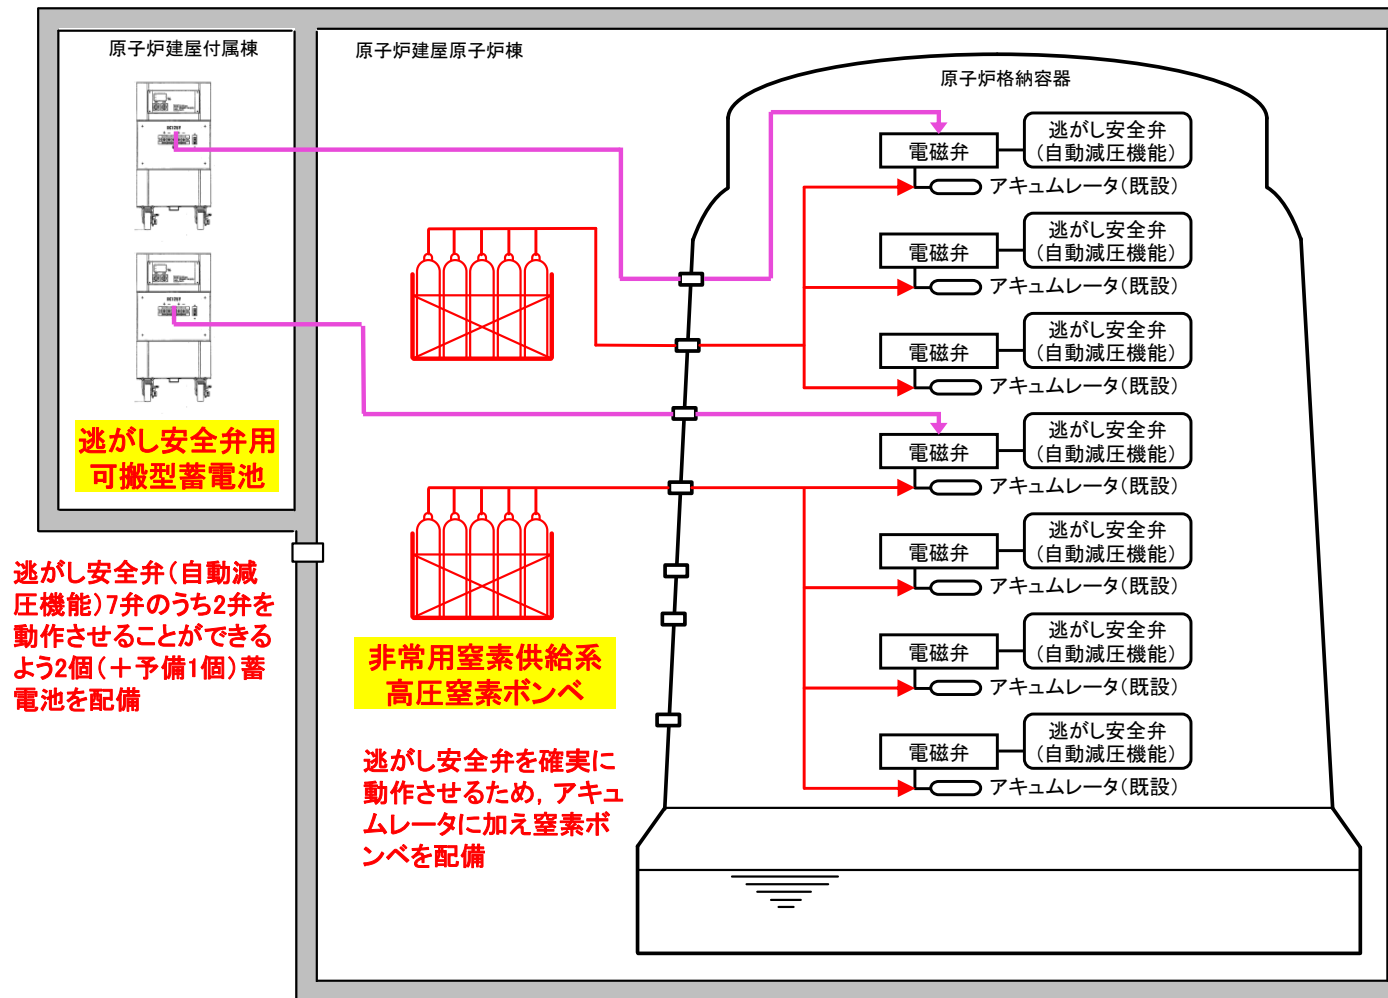 原子炉建屋付属棟
原子炉建屋原子炉棟
原子炉格納容器
電磁弁
逃がし安全弁
(自動減圧機能)
アキュムレータ(既設)
電磁弁
逃がし安全弁
(自動減圧機能)
アキュムレータ(既設)
電磁弁
逃がし安全弁
(自動減圧機能)
アキュムレータ(既設)
電磁弁
逃がし安全弁
(自動減圧機能)
アキュムレータ(既設)
電磁弁
逃がし安全弁
(自動減圧機能)
アキュムレータ(既設)
電磁弁
逃がし安全弁
(自動減圧機能)
アキュムレータ(既設)
電磁弁
逃がし安全弁
(自動減圧機能)
アキュムレータ(既設)
逃がし安全弁用
可搬型蓄電池
逃がし安全弁(自動減
圧機能)7弁のうち2弁を
動作させることができる
よう2個(+予備1個)蓄
電池を配備
非常用窒素供給系
高圧窒素ボンベ
逃がし安全弁を確実に
動作させるため,アキュ
ムレータに加え窒素ボ
ンベを配備